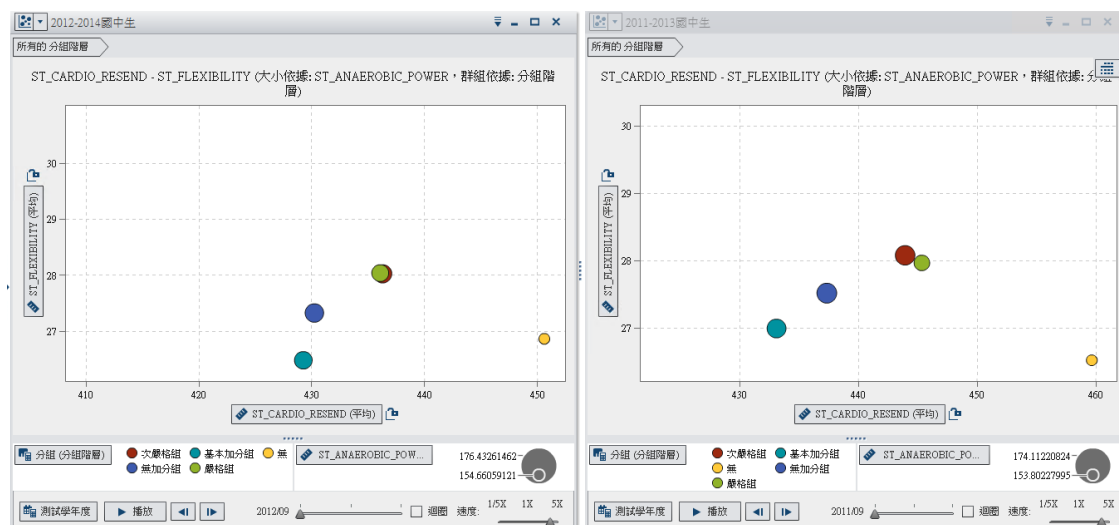 2012-2014國中生
所有的 分組階層
ST_CARDIO_RESEND - ST_FLEXIBILITY (大小依據: ST_ANAEROBIC_POWER，群組依據: 分組階
層)
30
29
28
27
ST_FLEXIBILITY (平均)
410
420
430
440
450
ST_CARDIO_RESEND (平均)
分組 (分組階層)
次嚴格組
基本加分組
無
無加分組
嚴格組
ST_ANAEROBIC_POW...
176.43261462
154.66059121
測試學年度
播放
2012/09
迴圈
速度:
1/5X 1X 5X
2011-2013國中生
所有的 分組階層
ST_CARDIO_RESEND - ST_FLEXIBILITY (大小依據: ST_ANAEROBIC_POWER，群組依據: 分組階
層)
30
29
28
27
ST_FLEXIBILITY (平均)
430
440
450
460
ST_CARDIO_RESEND (平均)
分組 (分組階層)
次嚴格組
基本加分組
無
無加分組
嚴格組
ST_ANAEROBIC_PO...
174.11220824
153.80227995
測試學年度
播放
2011/09
迴圈
速度:
1/5X 1X 5X